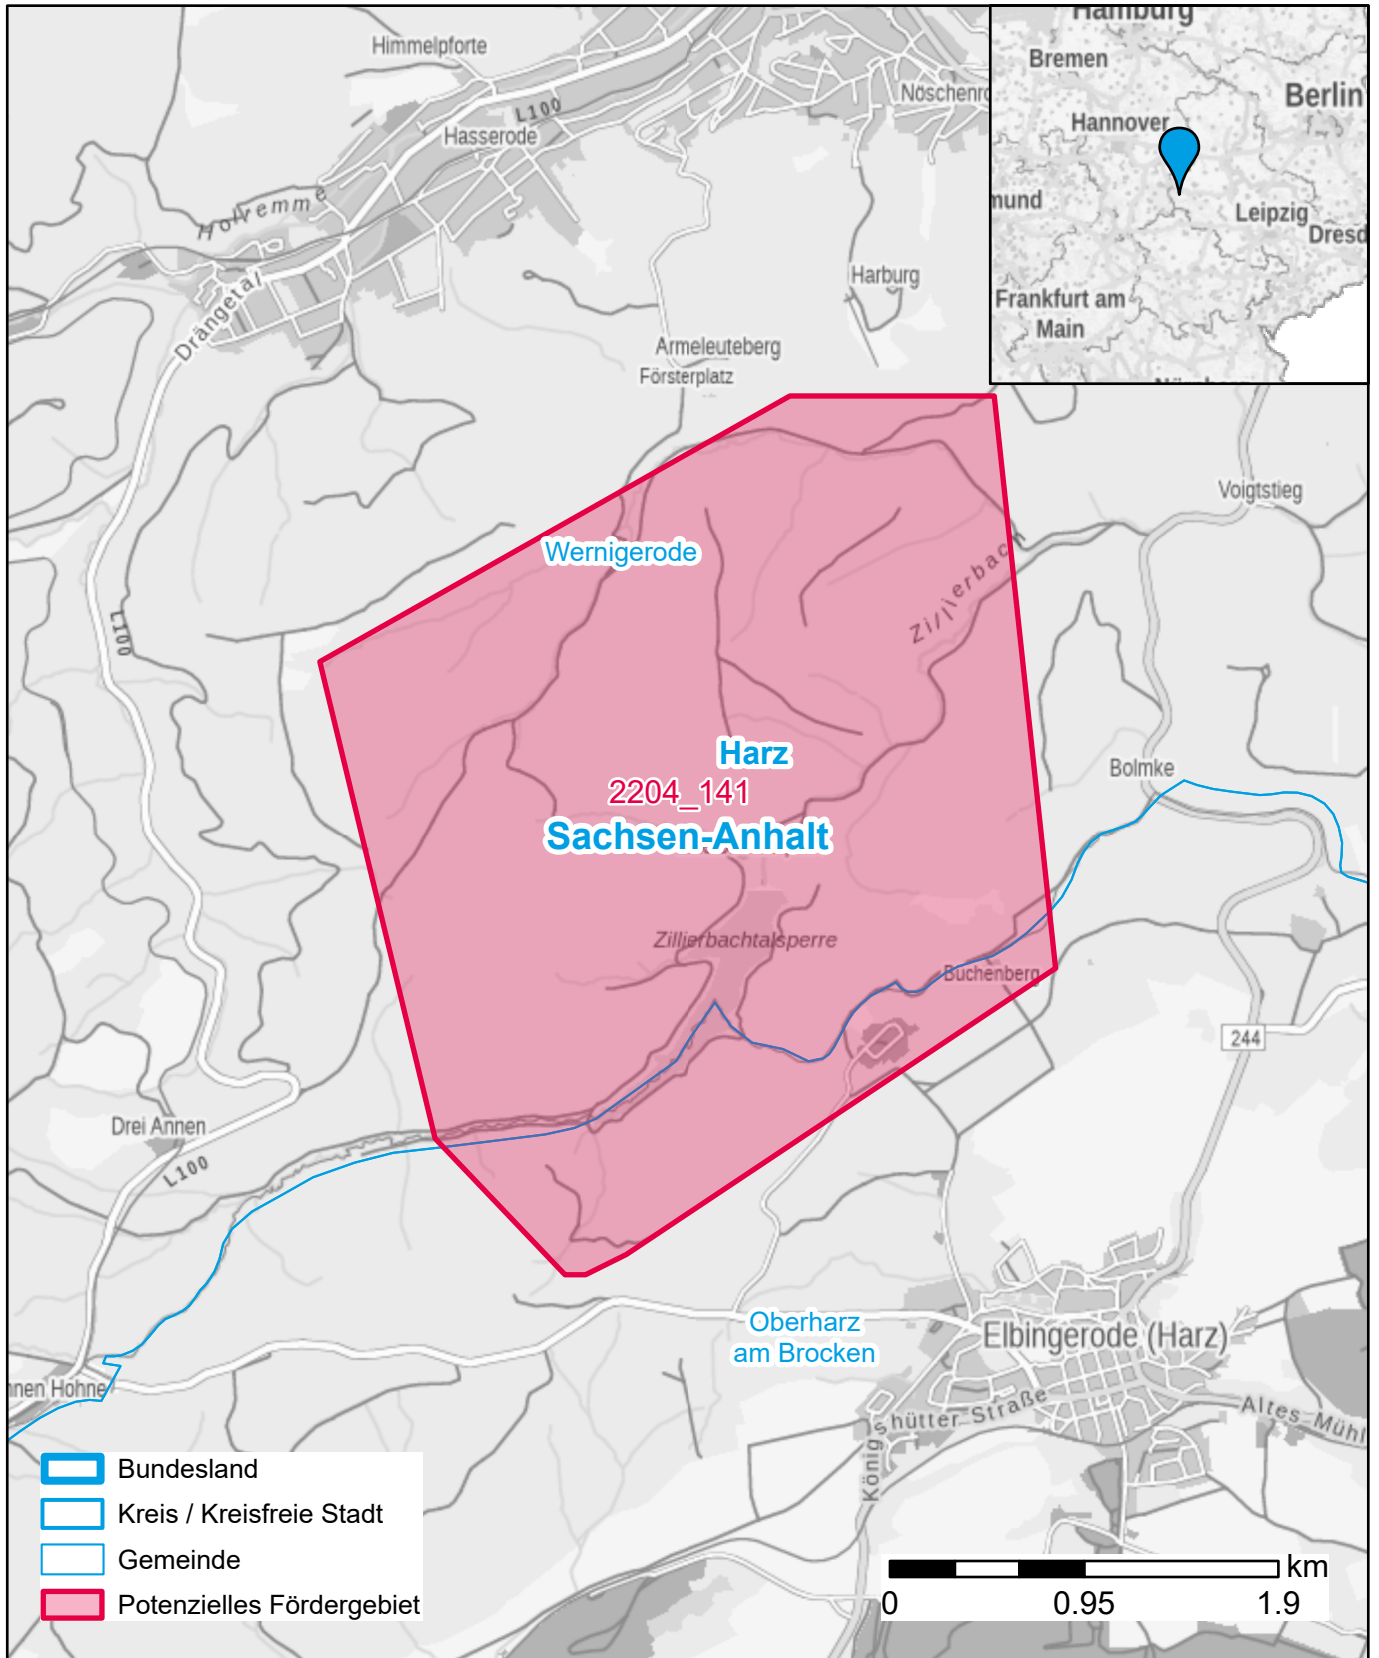 Himmelpforte
L100
Hasserode
Nöschenro
Holtemme
Drängetal
Harburg
Armeleuteberg
Försterplatz
Hamburg
Bremen
Berlin
Hannover
mund
Leipzig
Dresd
Frankfurt am
Main
Voigtstieg
Wernigerode
Zillierbach
L100
Harz
2204_141
Sachsen-Anhalt
Bolmke
Zillierbachtalsperre
Buchenberg
244
Drei Annen
L100
Oberharz
am Brocken
Elbingerode (Harz)
nnen Hohne
Königshütter Straße
Altes Mühl
Bundesland
Kreis / Kreisfreie Stadt
Gemeinde
Potenzielles Fördergebiet
km
0 0.95 1.9